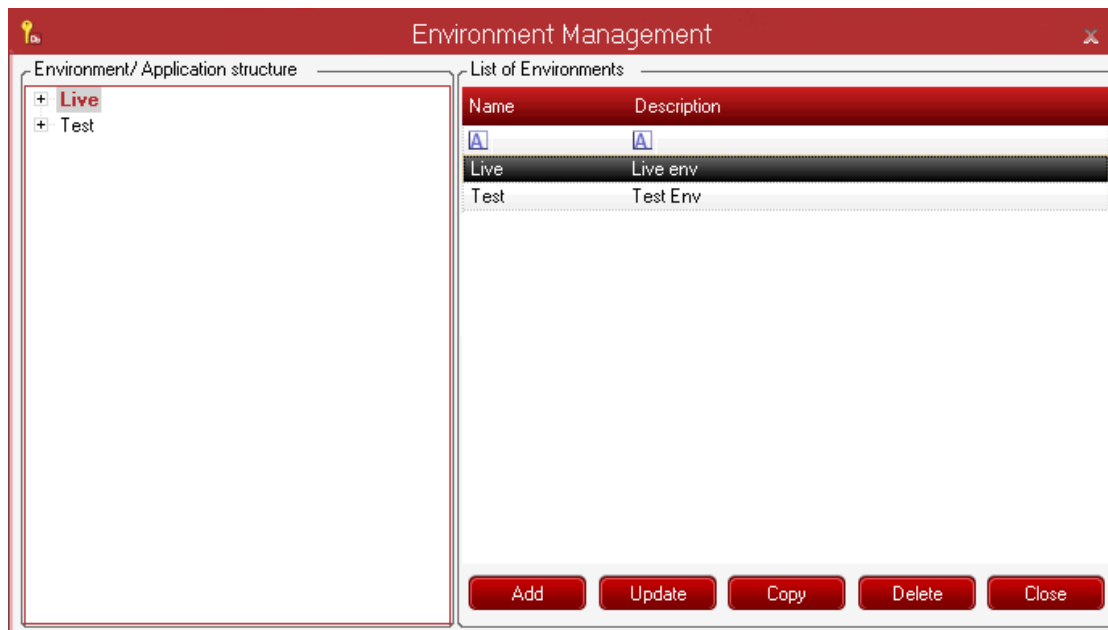 Environment Management
Environment/ Application structure
Live
Test
List of Environments
Name Description
A A
Live Live env
Test Test Env
Add Update Copy Delete Close